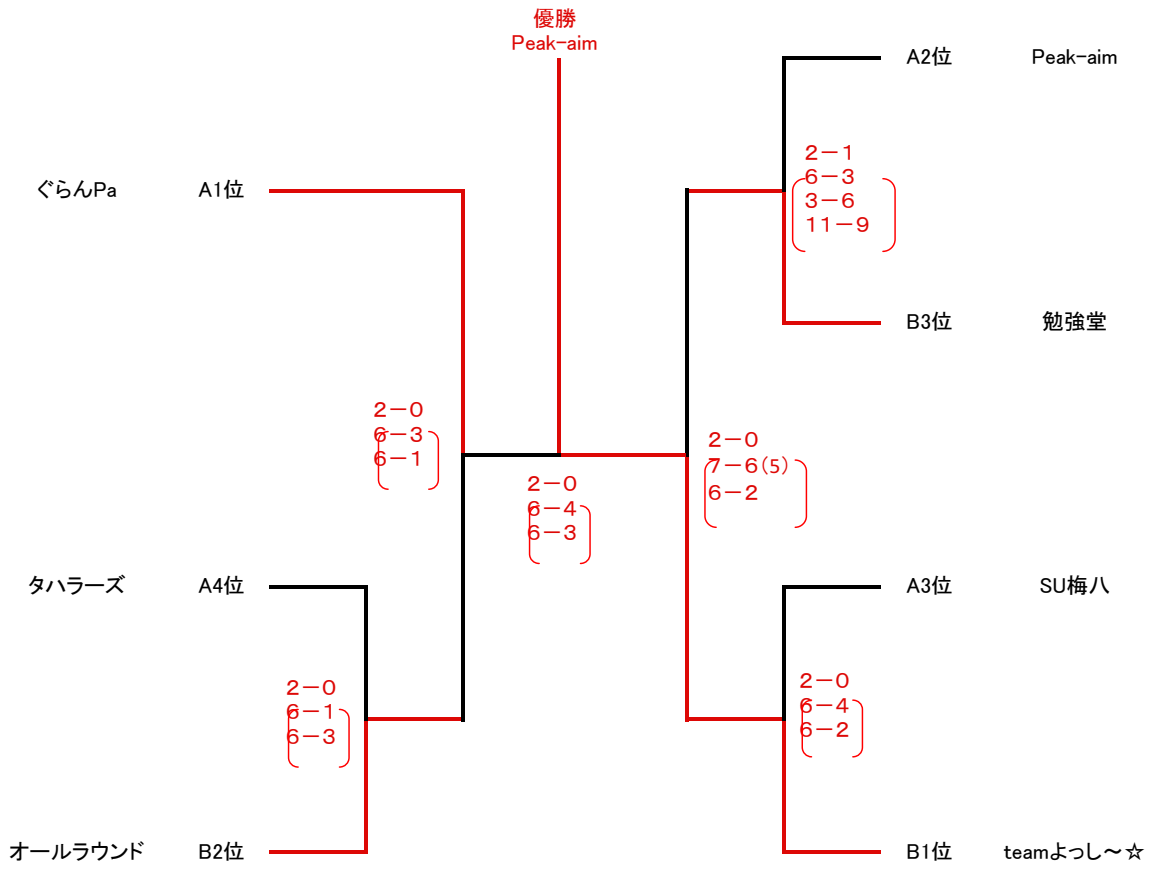 優勝
Peak-aim
A2位 Peak-aim
2-1
6-3
3-6
11-9
ぐらんPa A1位
B3位 勉強堂
2-0
6-3
6-1
2-0
7-6(5)
6-2
2-0
6-4
6-3
タハラーズ A4位
A3位 SU梅八
2-0
6-1
6-3
2-0
6-4
6-2
オールラウンド B2位
B1位 teamよっし～☆